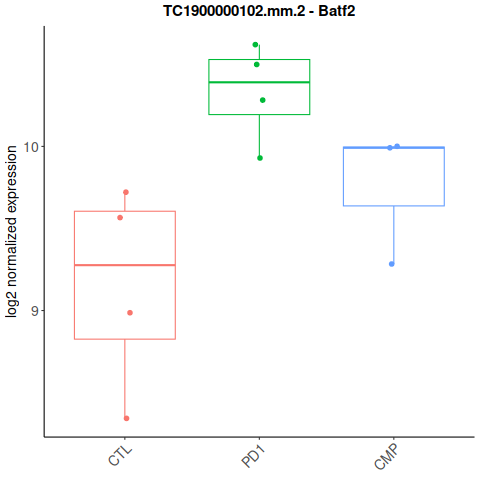 TC1900000102.mm.2 - Batf2
log2 normalized expression
10
9
CTL
PD1
CMP